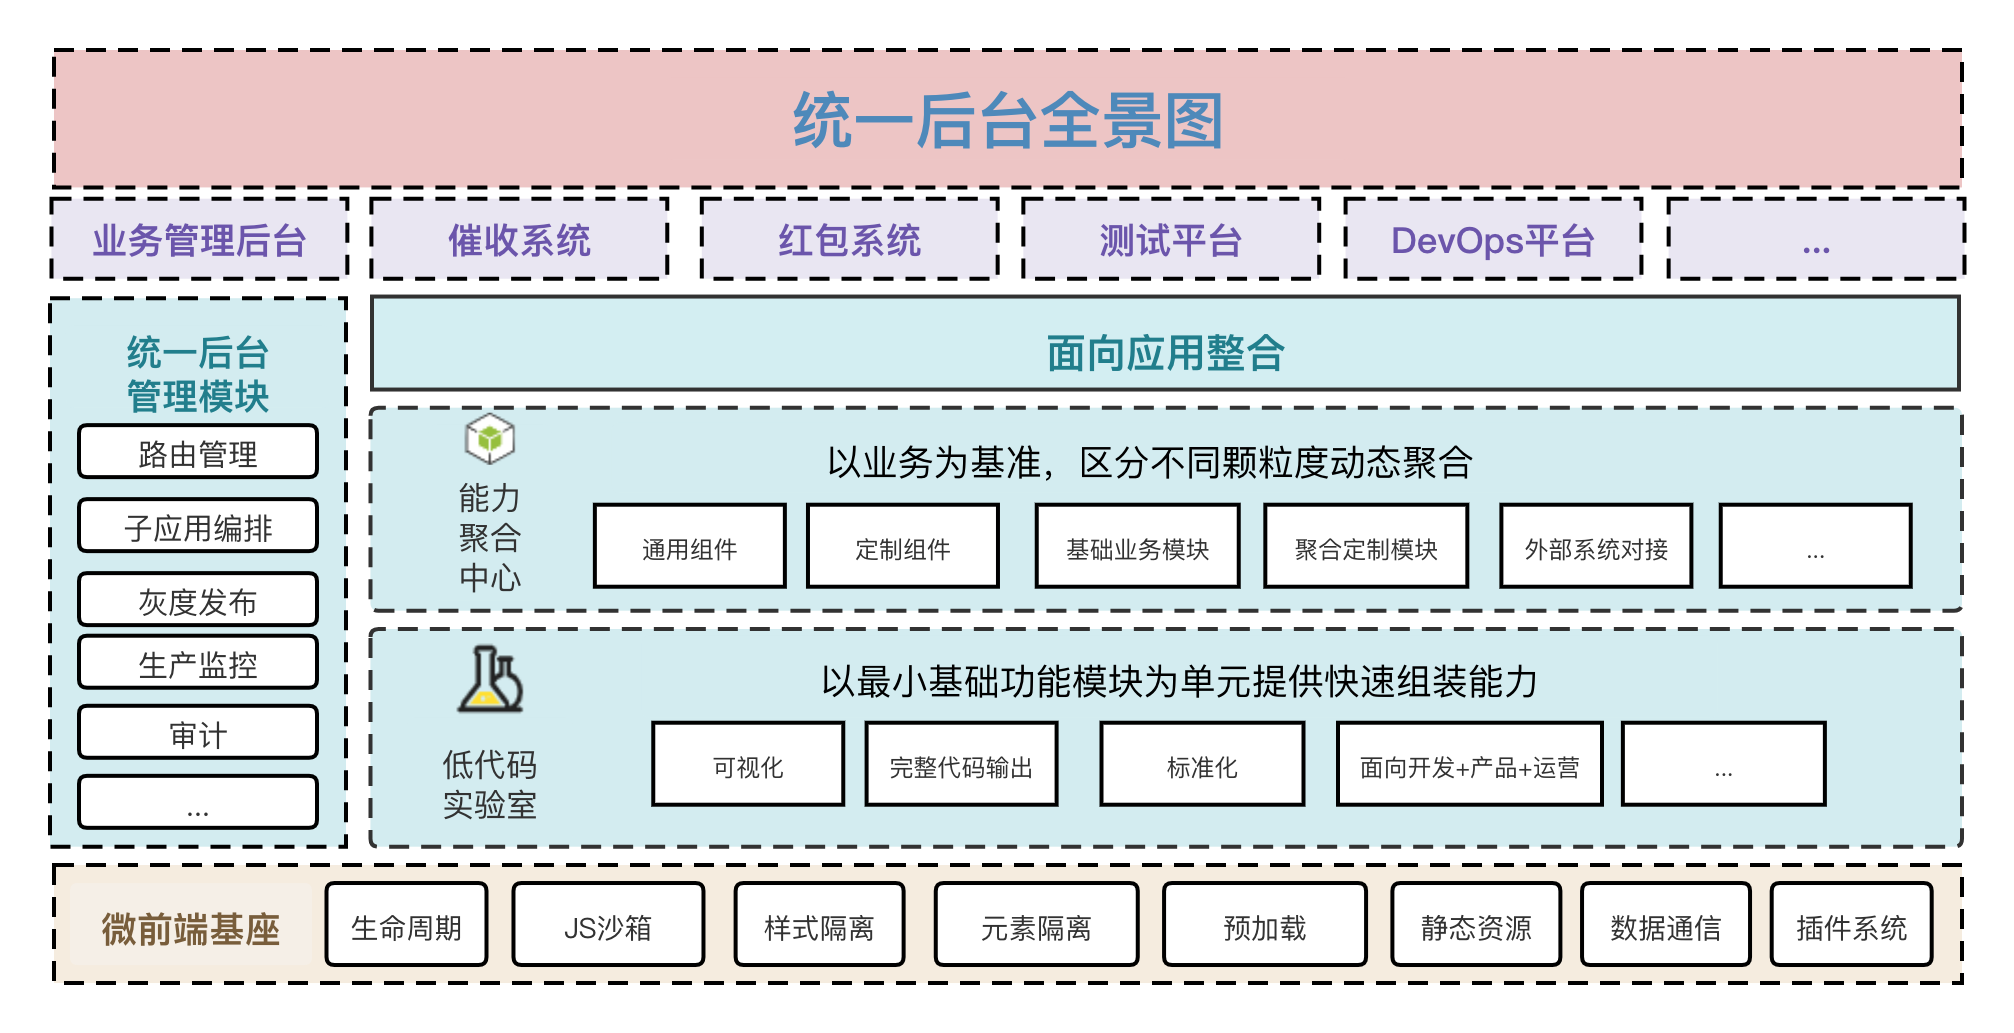 统一后台全景图
业务管理后台
催收系统
红包系统
测试平台
DevOps平台
...
统一后台
管理模块
路由管理
子应用编排
灰度发布
生产监控
审计
...
面向应用整合
能力
聚合
中心
以业务为基准，区分不同颗粒度动态聚合
通用组件
定制组件
基础业务模块
聚合定制模块
外部系统对接
...
低代码
实验室
以最小基础功能模块为单元提供快速组装能力
可视化
完整代码输出
标准化
面向开发+产品+运营
...
微前端基座
生命周期
JS沙箱
样式隔离
元素隔离
预加载
静态资源
数据通信
插件系统